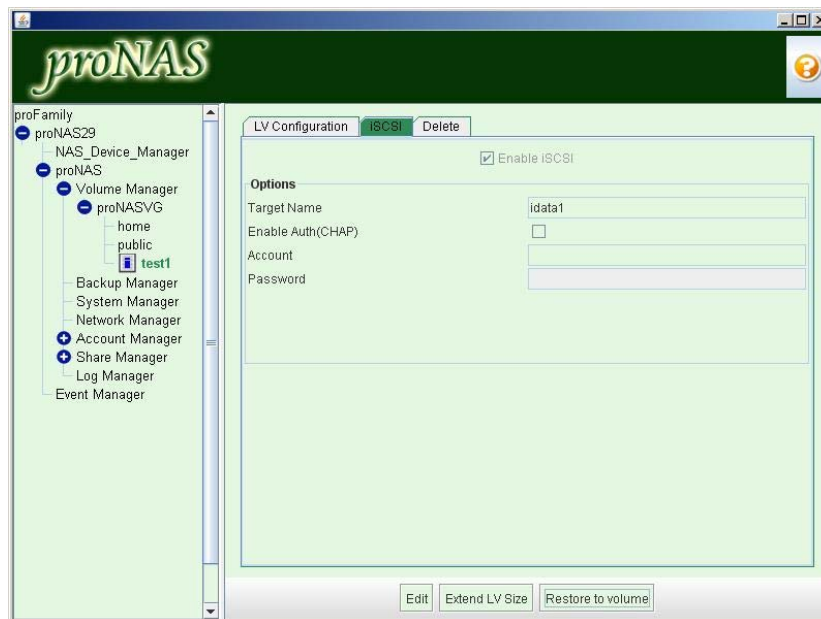 proNAS
proFamily
proNAS29
NAS_Device_Manager
proNAS
Volume Manager
proNASVG
home
public
test1
Backup Manager
System Manager
Network Manager
Account Manager
Share Manager
Log Manager
Event Manager
LV Configuration iSCSI Delete
Enable iSCSI
Options
Target Name idata1
Enable Auth(CHAP)
Account
Password
Edit Extend LV Size Restore to volume